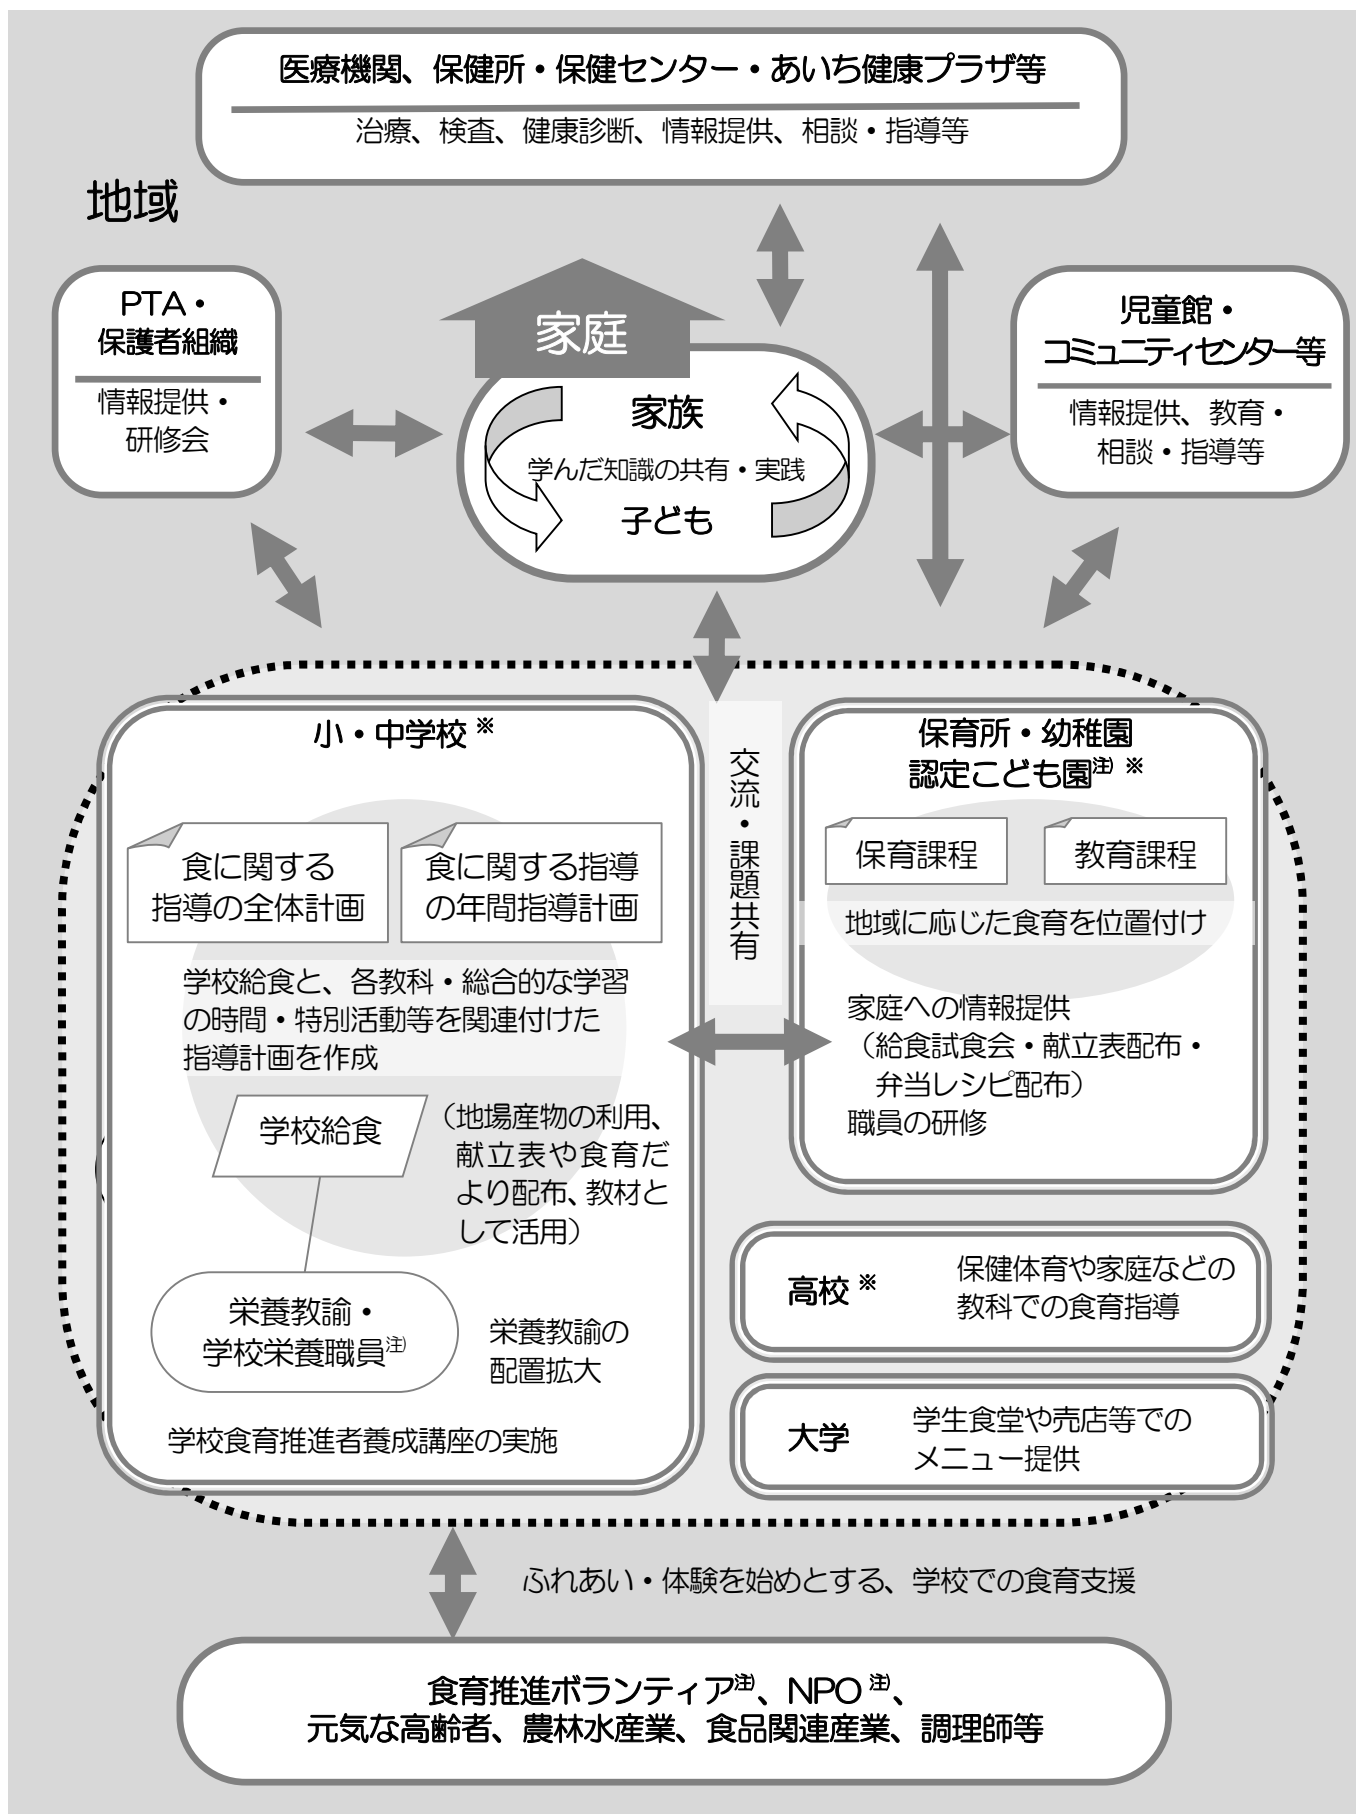 医療機関、保健所・保健センター・あいち健康プラザ等
治療、検査、健康診断、情報提供、相談・指導等
地域
PTA・
保護者組織
情報提供・
研修会
家庭
家族
学んだ知識の共有・実践
子ども
児童館・
コミュニティセンター等
情報提供、教育・
相談・指導等
小・中学校※
食に関する
指導の全体計画
食に関する指導
の年間指導計画
学校給食と、各教科・総合的な学習
の時間・特別活動等を関連付けた
指導計画を作成
学校給食
（地場産物の利用、
献立表や食育だ
より配布、教材と
して活用）
栄養教諭・
学校栄養職員注）
栄養教諭の
配置拡大
学校食育推進者養成講座の実施
交流・課題共有
保育所・幼稚園
認定こども園注）※
保育課程
教育課程
地域に応じた食育を位置付け
家庭への情報提供
（給食試食会・献立表配布・
弁当レシピ配布）
職員の研修
高校※
保健体育や家庭などの
教科での食育指導
大学
学生食堂や売店等での
メニュー提供
ふれあい・体験を始めとする、学校での食育支援
食育推進ボランティア注）、NPO注）、
元気な高齢者、農林水産業、食品関連産業、調理師等